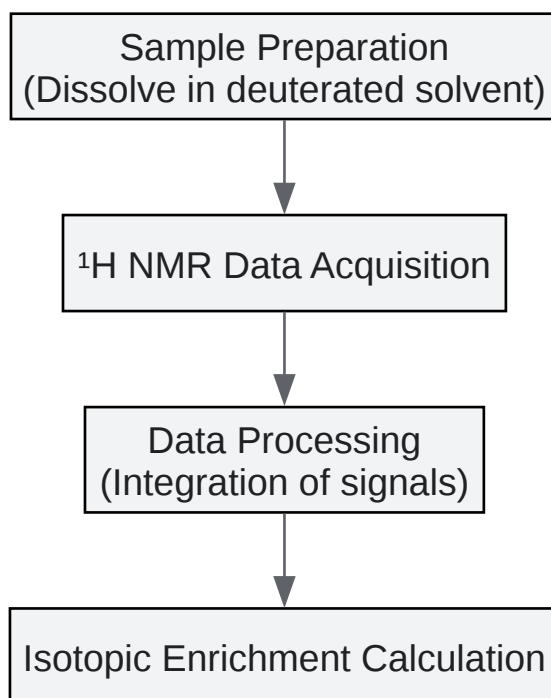 Sample Preparation
(Dissolve in deuterated solvent)
¹H NMR Data Acquisition
Data Processing
(Integration of signals)
Isotopic Enrichment Calculation